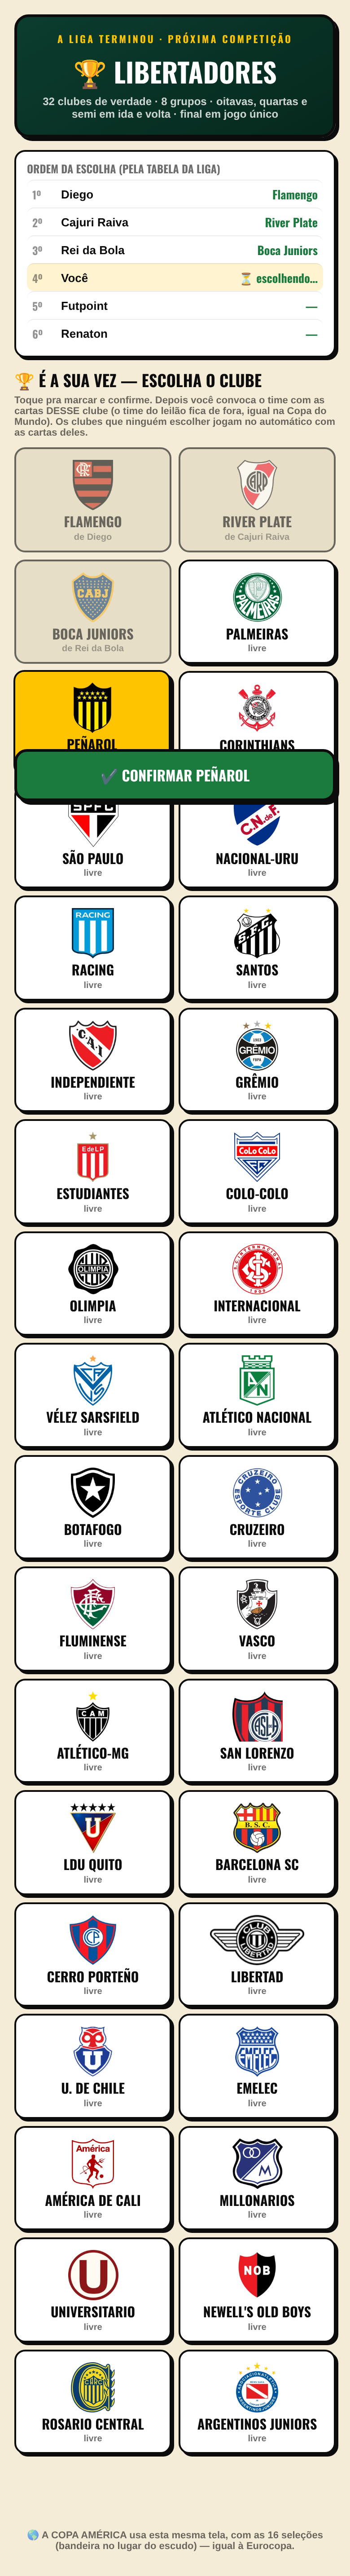 A LIGA TERMINOU · PRÓXIMA COMPETIÇÃO
🏆 LIBERTADORES
32 clubes de verdade · 8 grupos · oitavas, quartas e
semi em ida e volta · final em jogo único
ORDEM DA ESCOLHA (PELA TABELA DA LIGA)
1º Diego Flamengo
2º Cajuri Raiva River Plate
3º Rei da Bola Boca Juniors
4º Você ⏳ escolhendo...
5º Futpoint —
6º Renaton —
🏆 É A SUA VEZ — ESCOLHA O CLUBE
Toque pra marcar e confirme. Depois você convoca o time com as
cartas DESSE clube (o time do leilão fica de fora, igual na Copa do
Mundo). Os clubes que ninguém escolher jogam no automático com
as cartas deles.
FLAMENGO RIVER PLATE
de Diego de Cajuri Raiva
CABJ
PALMEIRAS
BOCA JUNIORS PALMEIRAS
de Rei da Bola livre
PEÑAROL CORINTHIANS
✔️ CONFIRMAR PEÑAROL
SPFC C.N.de F.
SÃO PAULO NACIONAL-URU
livre livre
RACING
RACING SANTOS
livre livre
C.A.I GRÊMIO
INDEPENDIENTE GRÊMIO
livre livre
EdeLP Colo Colo
ESTUDIANTES COLO-COLO
livre livre
OLIMPIA
OLIMPIA INTERNACIONAL
livre livre
AN
VÉLEZ SARSFIELD ATLÉTICO NACIONAL
livre livre
CRUZEIRO
ESPORTE CLUBE
BOTAFOGO CRUZEIRO
livre livre
FLUMINENSE VASCO
livre livre
CAM CASLA
ATLÉTICO-MG SAN LORENZO
livre livre
U B.S.C.
LDU QUITO BARCELONA SC
livre livre
CP CLUB
LIBERTAD
CERRO PORTEÑO LIBERTAD
livre livre
U EMELEC
U. DE CHILE EMELEC
livre livre
América M
AMÉRICA DE CALI MILLONARIOS
livre livre
U NOB
UNIVERSITARIO NEWELL'S OLD BOYS
livre livre
ROSARIO CENTRAL ARGENTINOS JUNIORS
livre livre
🌎 A COPA AMÉRICA usa esta mesma tela, com as 16 seleções
(bandeira no lugar do escudo) — igual à Eurocopa.